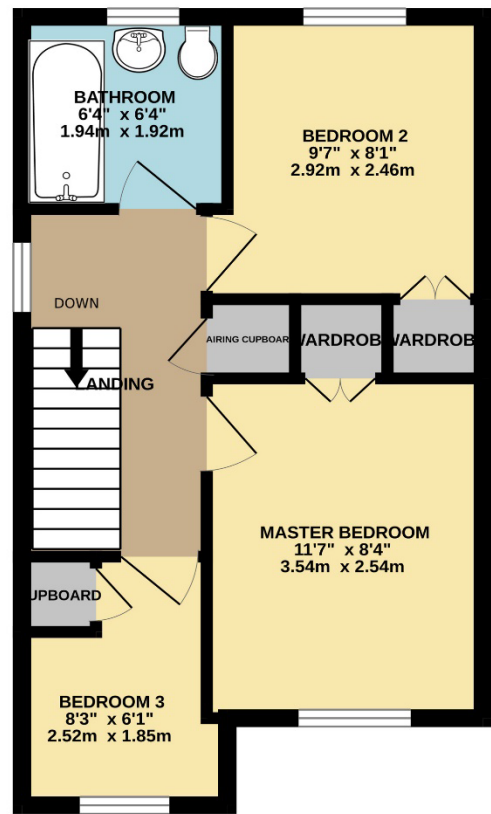 BATHROOM
6'4" x 6'4"
1.94m x 1.92m
BEDROOM 2
9'7" x 8'1"
2.92m x 2.46m
DOWN
AIRING CUPBOAR
WARDROB
WARDROB
LANDING
MASTER BEDROOM
11'7" x 8'4"
3.54m x 2.54m
UPBOARD
BEDROOM 3
8'3" x 6'1"
2.52m x 1.85m